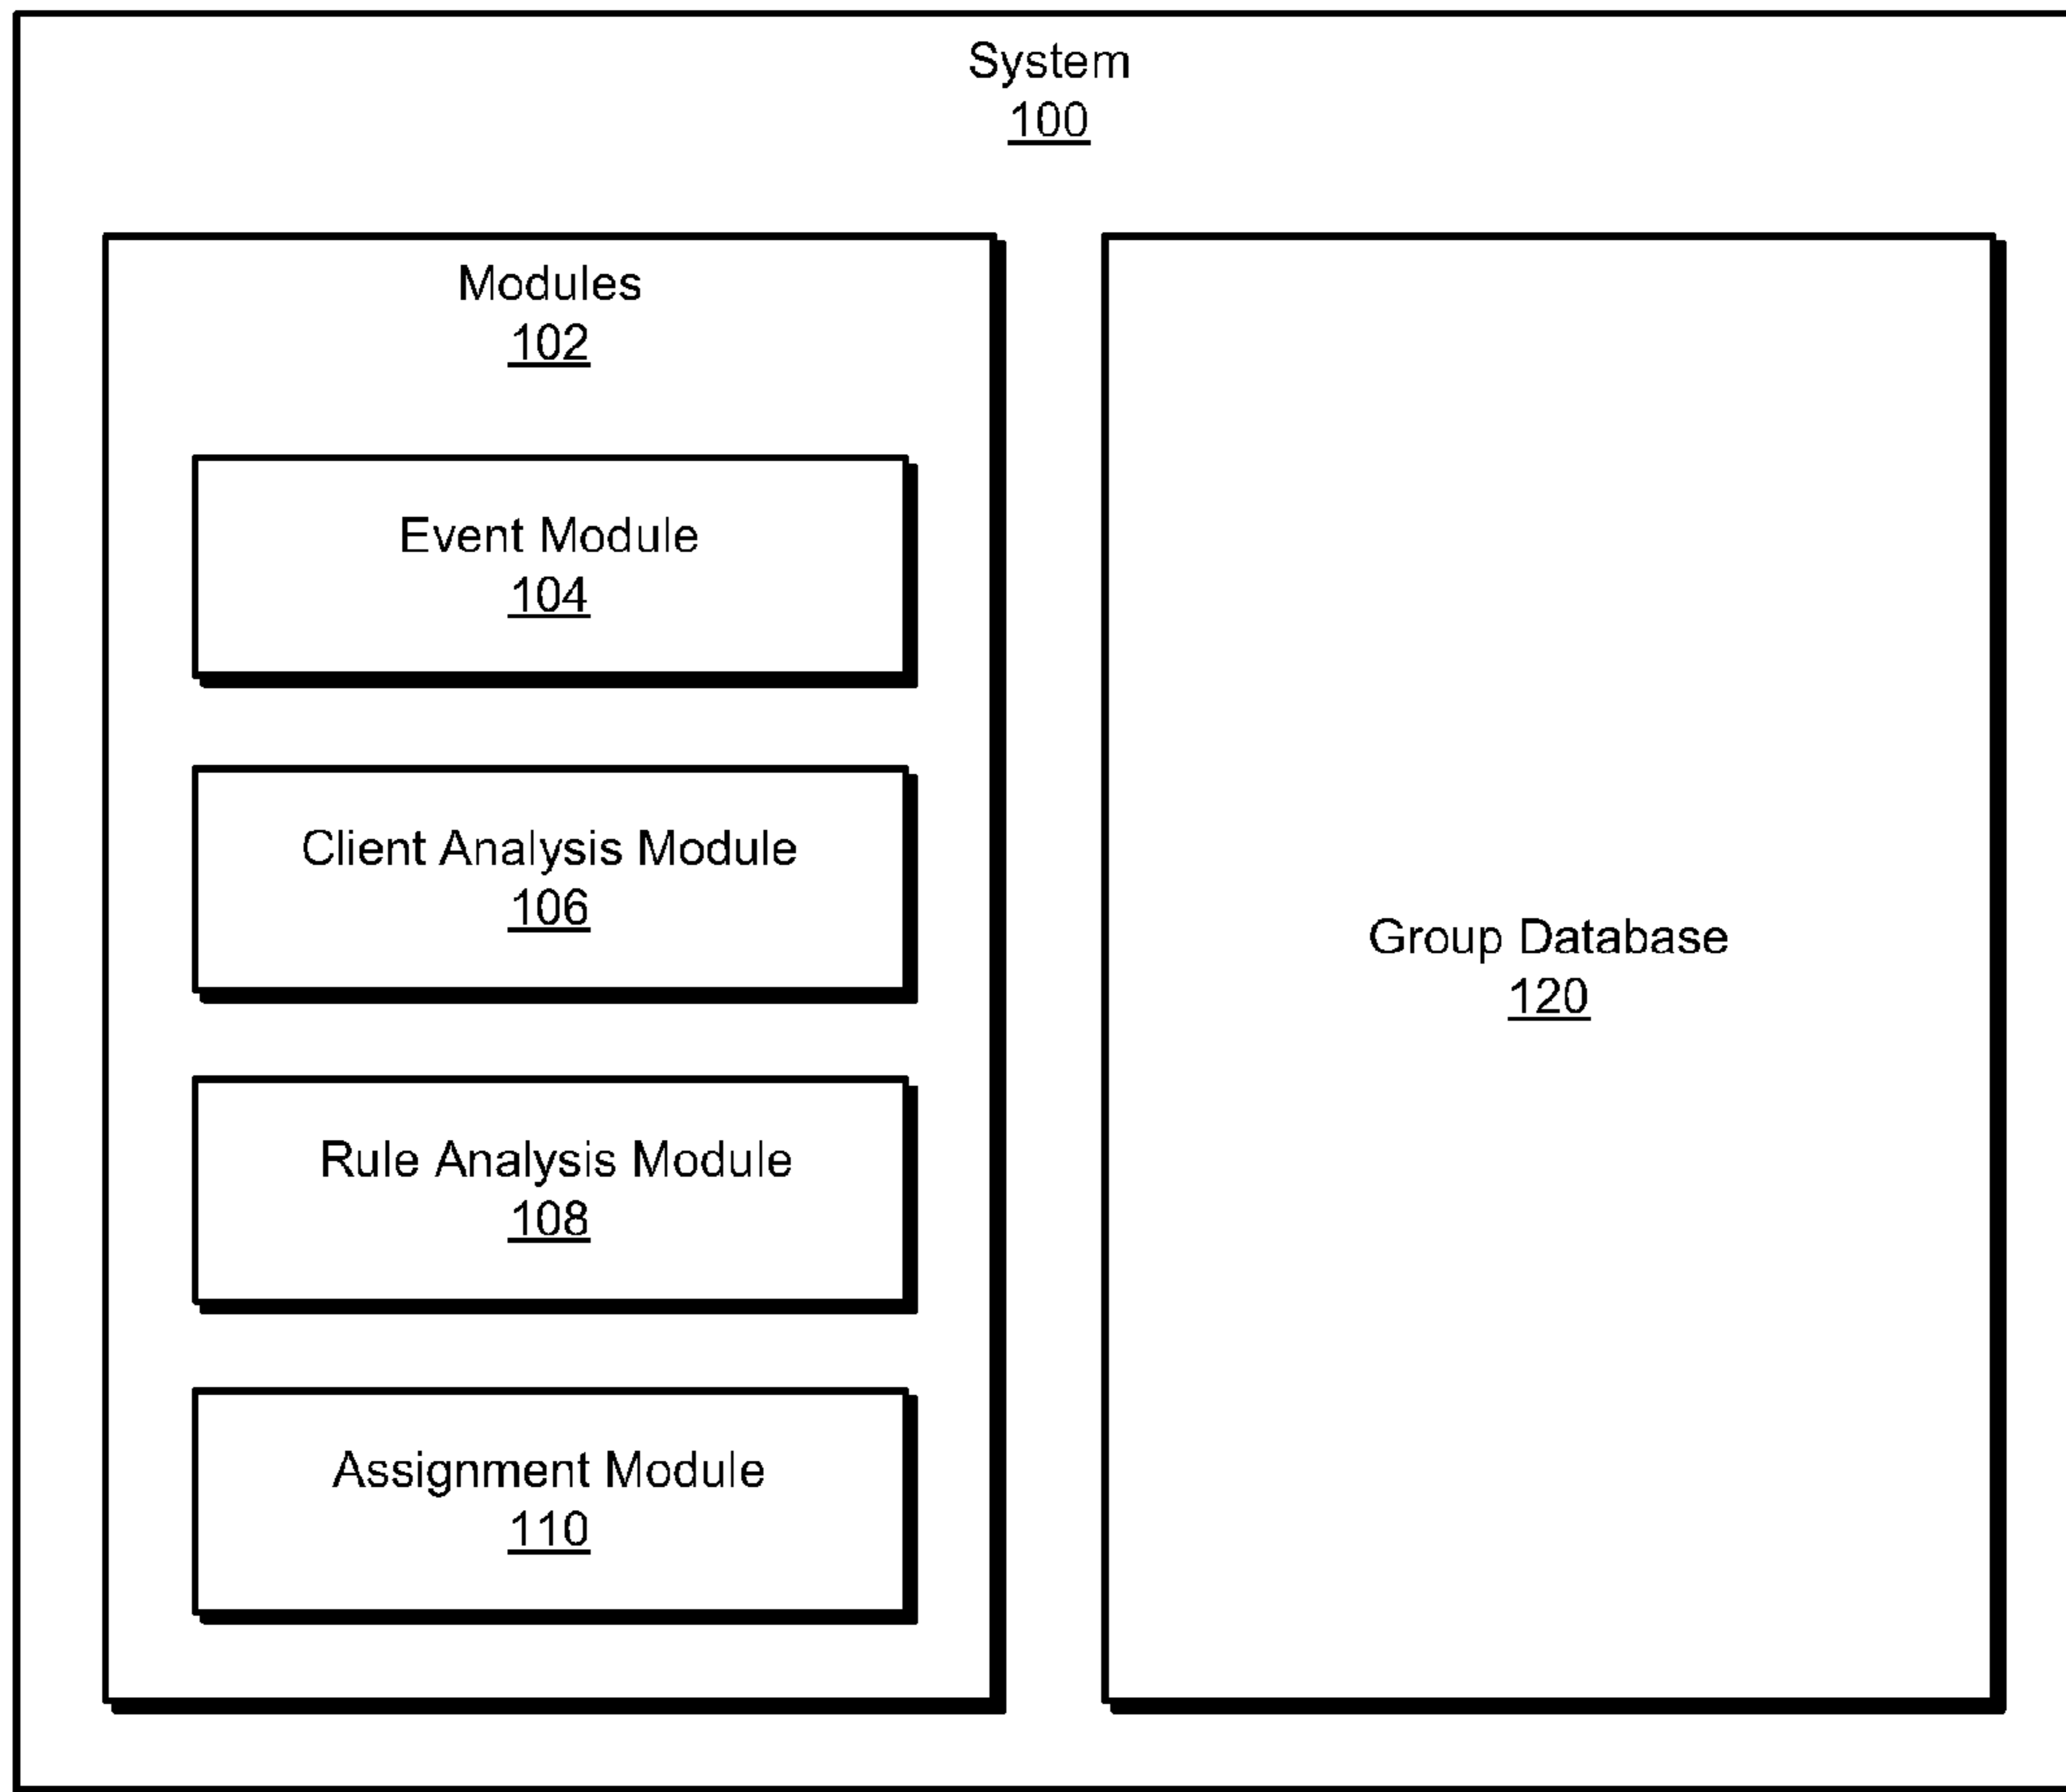 System
100
Modules
102
Event Module
104
Client Analysis Module
106
Rule Analysis Module
108
Assignment Module
110
Group Database
120